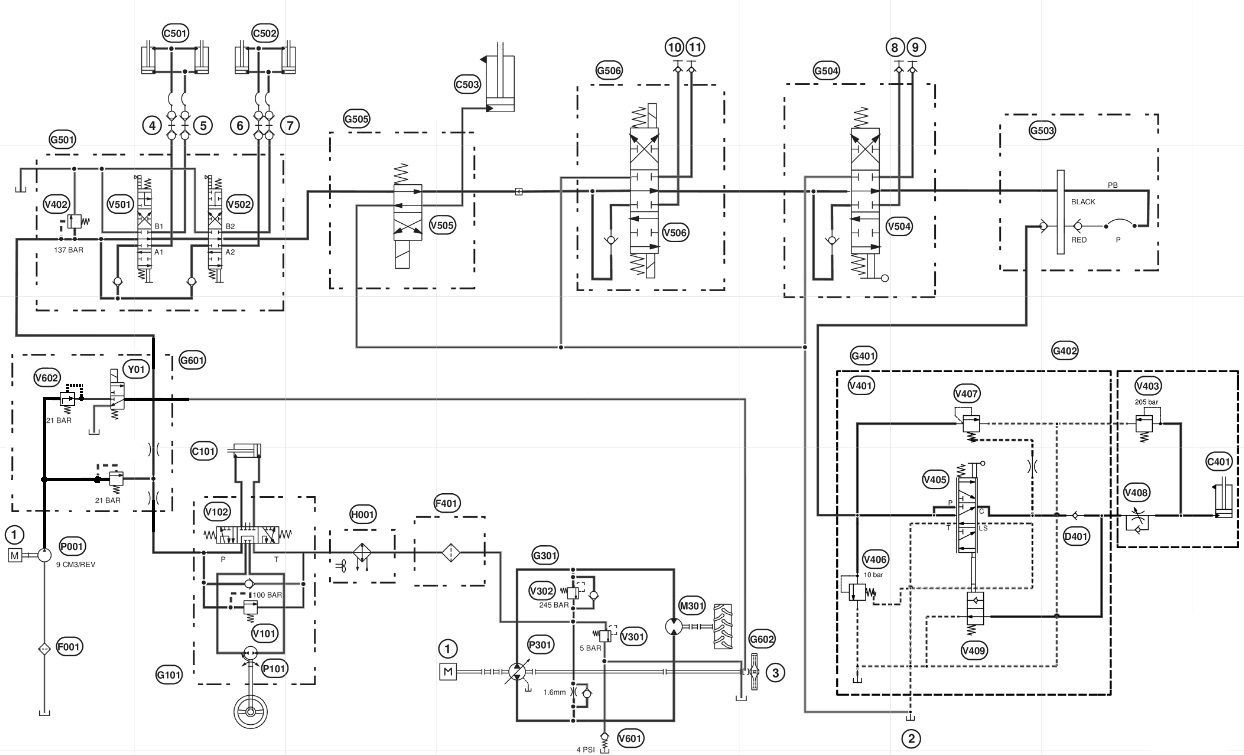 C501
C502
10 11
8 9
G506
G504
C503
4
5
6
7
G505
G503
G501
V402
V501
V502
PB
BLACK
B1
B2
V505
V506
V504
RED
P
137 BAR
A1
A2
G601
G401
G402
V602
Y01
V401
V407
V403
205 bar
21 BAR
C101
V405
C401
F401
V408
21 BAR
V102
H001
P
C
1
P001
T
LS
D401
P
T
G301
V406
9 CM3/REV
10 bar
100 BAR
V302
245 BAR
M301
V101
P301
V301
G602
F001
1
5 BAR
V409
G101
P101
M
M
3
1.6mm
V601
2
4 PSI